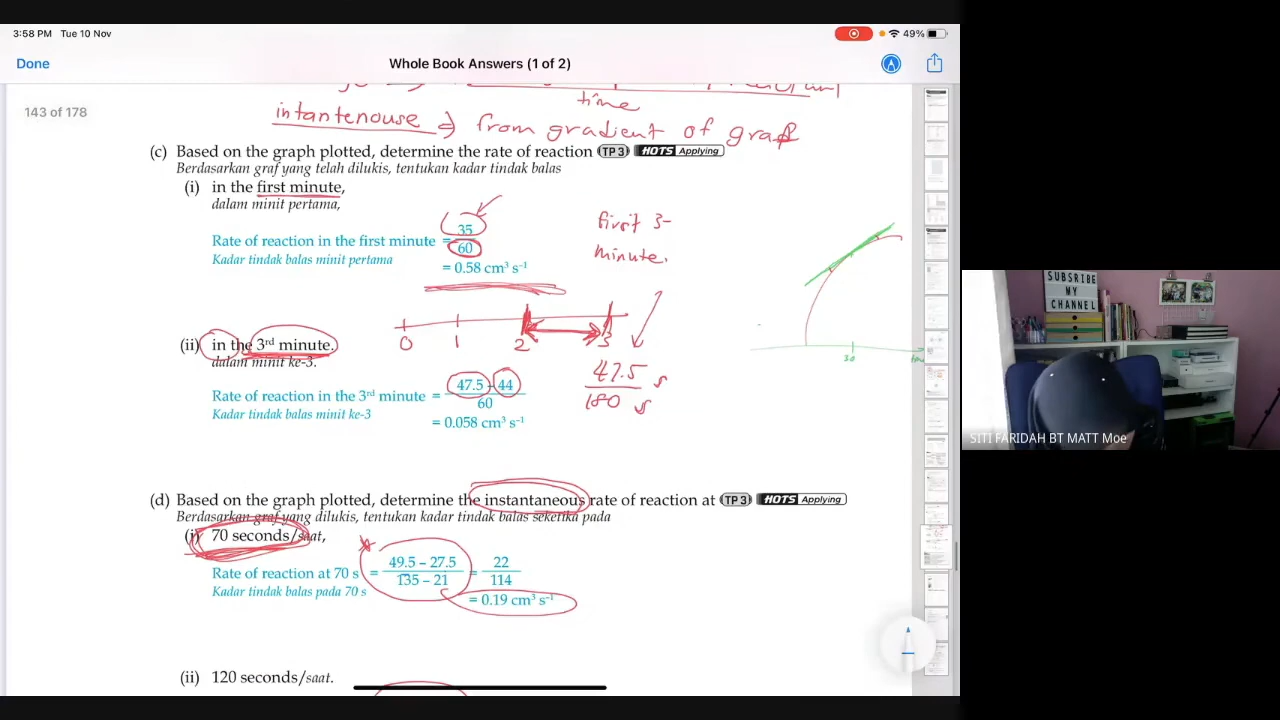 3:58 PM Tue 10 Nov
49%
Done
Whole Book Answers (1 of 2)
143 of 178
time
intantenouse ⇒ from gradient of graf
(c) Based on the graph plotted, determine the rate of reaction TP 3 HOTS Applying
Berdasarkan graf yang telah dilukis, tentukan kadar tindak balas
(i) in the first minute,
dalam minit pertama,
35
Rate of reaction in the first minute =
60
Kadar tindak balas minit pertama
= 0.58 cm³ s⁻¹
first 3-
minute.
0 1 2 3
(ii) in the 3rd minute.
dalam minit ke-3.
47.5 – 44
Rate of reaction in the 3rd minute =
60
Kadar tindak balas minit ke-3
= 0.058 cm³ s⁻¹
47.5 s
180 s
30
(d) Based on the graph plotted, determine the instantaneous rate of reaction at TP 3 HOTS Applying
Berdasarkan graf yang dilukis, tentukan kadar tindak balas seketika pada
(i) 70 seconds/saat,
49.5 – 27.5 22
Rate of reaction at 70 s = =
135 – 21 114
Kadar tindak balas pada 70 s
= 0.19 cm³ s⁻¹
(ii) 120 seconds/saat.
SUBSRIBE
MY
CHANNEL
SITI FARIDAH BT MATT Moe